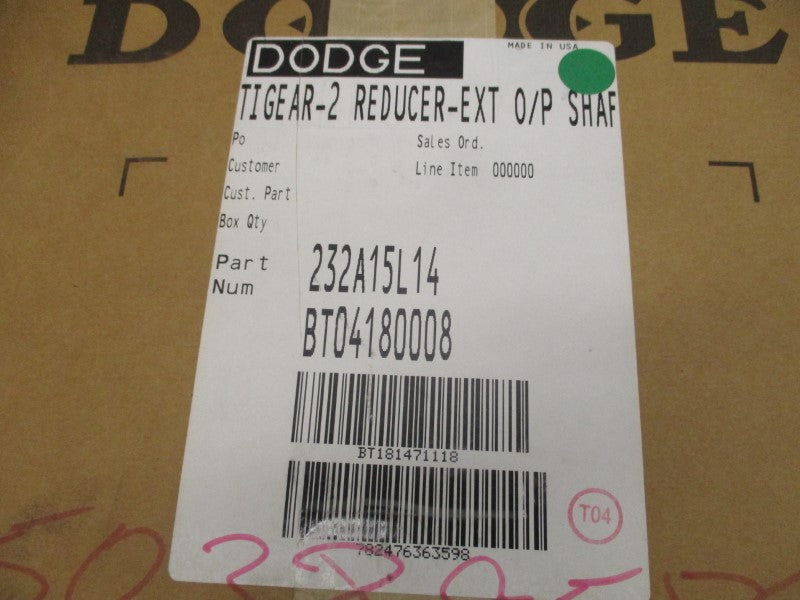 DODGE
DODGE
MADE IN USA
TIGEAR-2 REDUCER-EXT O/P SHAF
Po
Sales Ord.
Customer
Line Item 000000
Cust. Part
Box Qty
Part Num
232A15L14
BT04180008
BT181471118
782476363598
T04